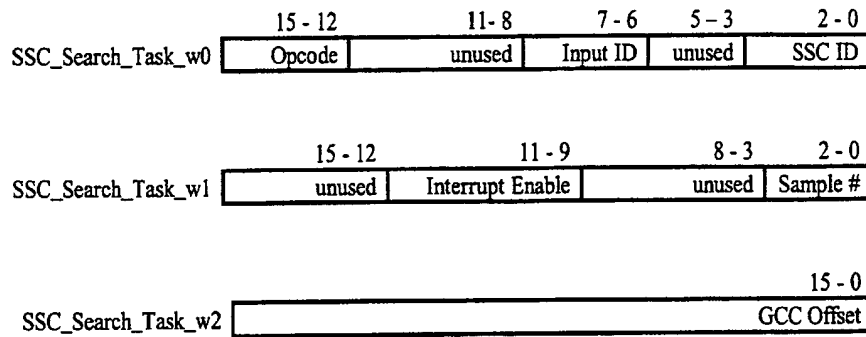 15 - 12 11- 8 7 - 6 5 – 3 2 - 0
SSC_Search_Task_w0 Opcode unused Input ID unused SSC ID
15 - 12 11 - 9 8 - 3 2 - 0
SSC_Search_Task_w1 unused Interrupt Enable unused Sample #
15 - 0
SSC_Search_Task_w2 GCC Offset